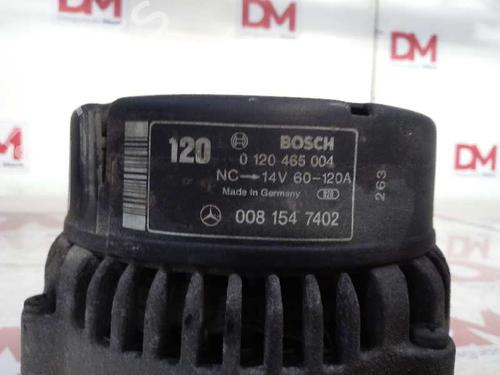 DM
DM
DM
120 BOSCH
0 120 465 004
NC→14V 60-120A
Made in Germany
008 154 7402
263
DM